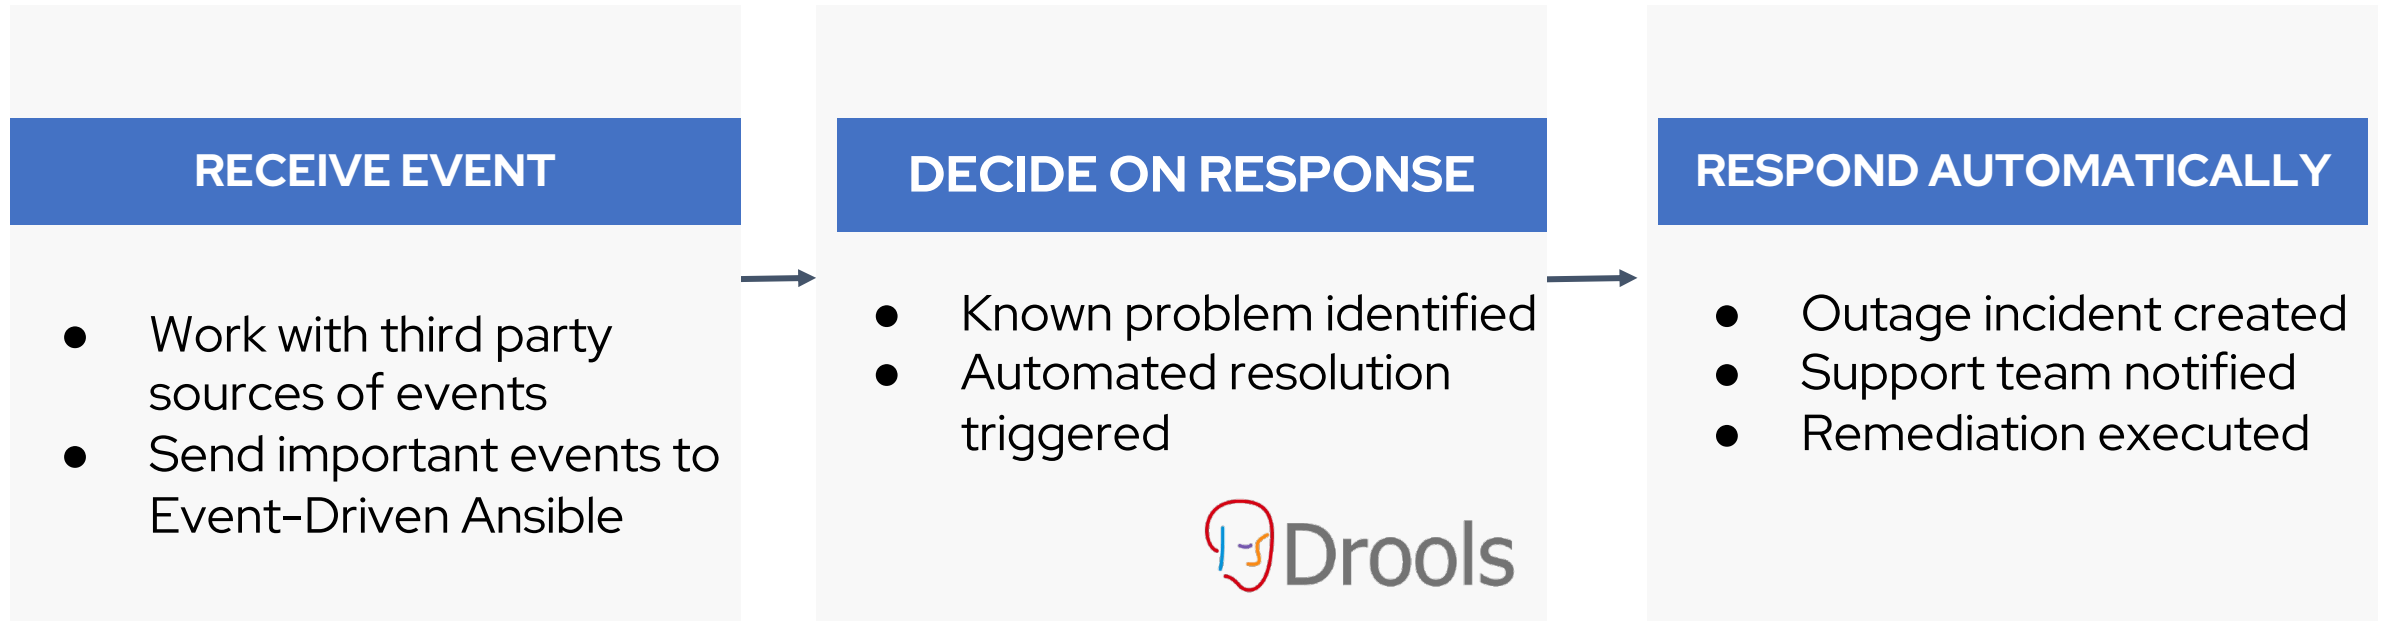 RECEIVE EVENT
● Work with third party
sources of events
● Send important events to
Event-Driven Ansible
DECIDE ON RESPONSE
● Known problem identified
● Automated resolution
triggered
Drools
RESPOND AUTOMATICALLY
● Outage incident created
● Support team notified
● Remediation executed